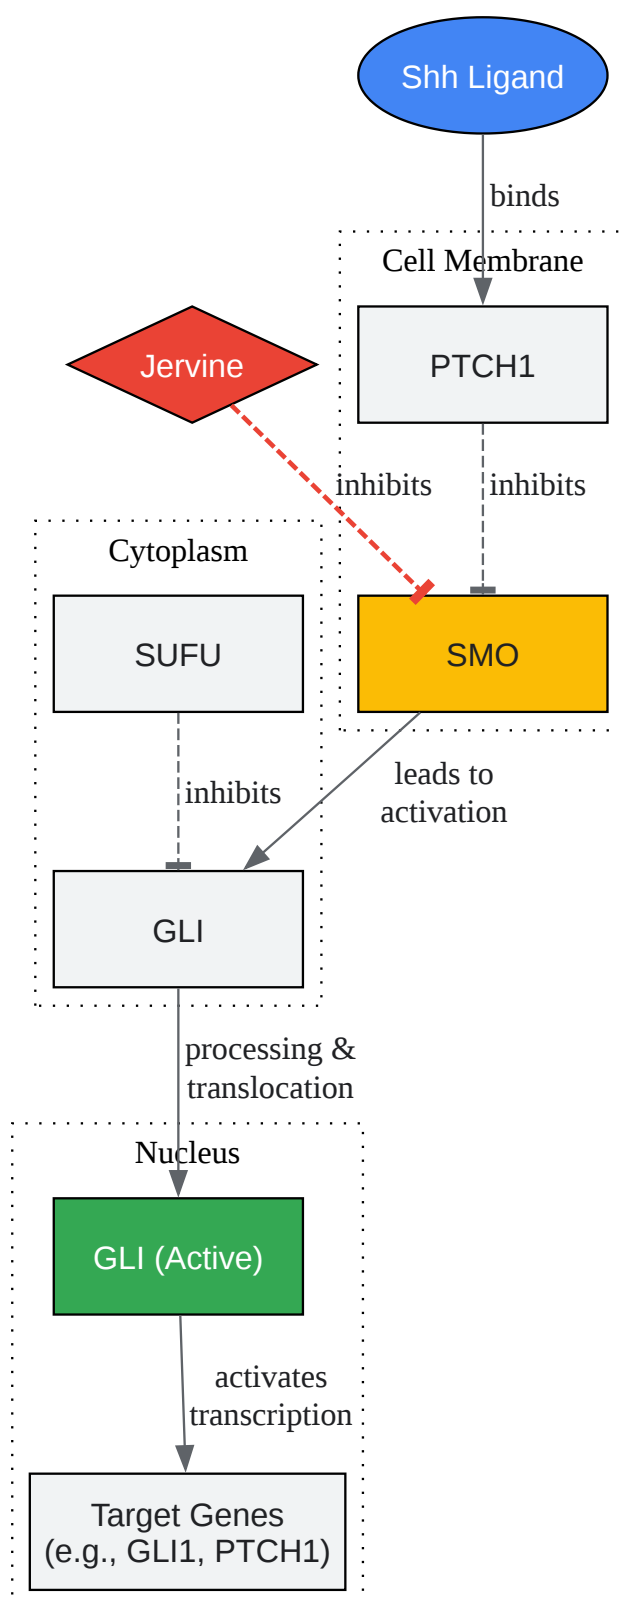 Shh Ligand
binds
Cell Membrane
Jervine
PTCH1
inhibits
inhibits
Cytoplasm
SUFU
SMO
inhibits
leads to
activation
GLI
processing &
translocation
Nucleus
GLI (Active)
activates
transcription
Target Genes
(e.g., GLI1, PTCH1)